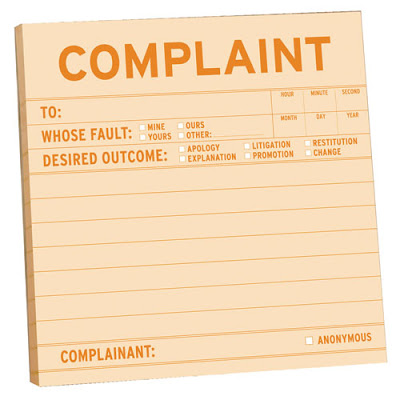 COMPLAINT
TO:
HOUR MINUTE SECOND
MONTH DAY YEAR
WHOSE FAULT: MINE OURS
YOURS OTHER:
DESIRED OUTCOME: APOLOGY LITIGATION RESTITUTION
EXPLANATION PROMOTION CHANGE
COMPLAINANT:
ANONYMOUS